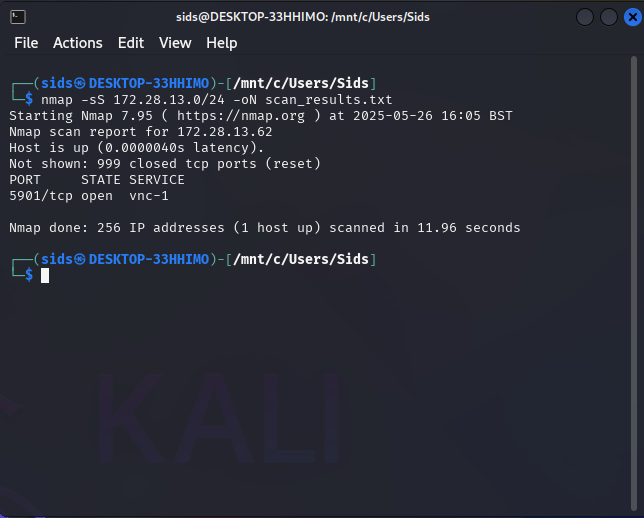 sids@DESKTOP-33HHIMO: /mnt/c/Users/Sids
File Actions Edit View Help
┌──(sids㉿DESKTOP-33HHIMO)-[/mnt/c/Users/Sids]
└─$ nmap -sS 172.28.13.0/24 -oN scan_results.txt
Starting Nmap 7.95 ( https://nmap.org ) at 2025-05-26 16:05 BST
Nmap scan report for 172.28.13.62
Host is up (0.0000040s latency).
Not shown: 999 closed tcp ports (reset)
PORT     STATE SERVICE
5901/tcp open  vnc-1
Nmap done: 256 IP addresses (1 host up) scanned in 11.96 seconds
┌──(sids㉿DESKTOP-33HHIMO)-[/mnt/c/Users/Sids]
└─$
KALI